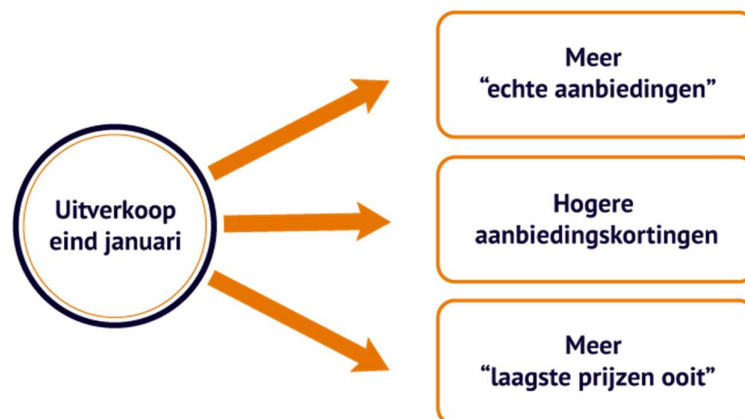 Uitverkoop
eind januari
Meer
“echte aanbiedingen”
Hogere
aanbiedingskortingen
Meer
“laagste prijzen ooit”